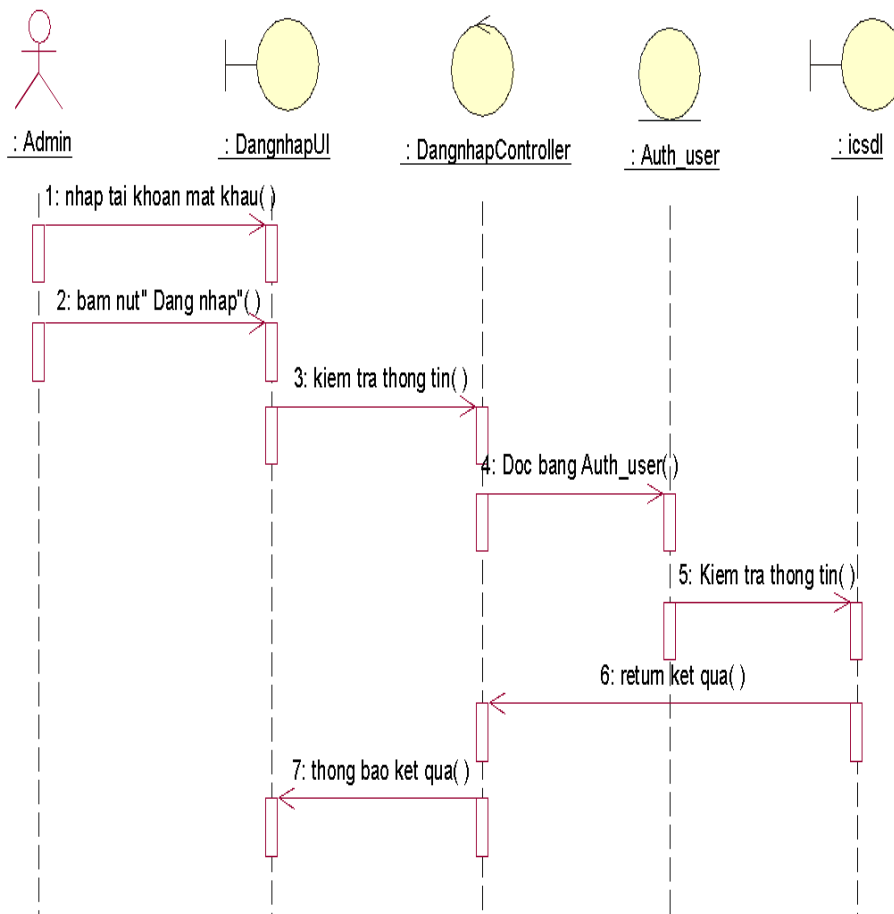 : Admin
: DangnhapUI
: DangnhapController
: Auth_user
: icsdl
1: nhap tai khoan mat khau( )
2: bam nut" Dang nhap"( )
3: kiem tra thong tin( )
4: Doc bang Auth_user( )
5: Kiem tra thong tin( )
6: return ket qua( )
7: thong bao ket qua( )